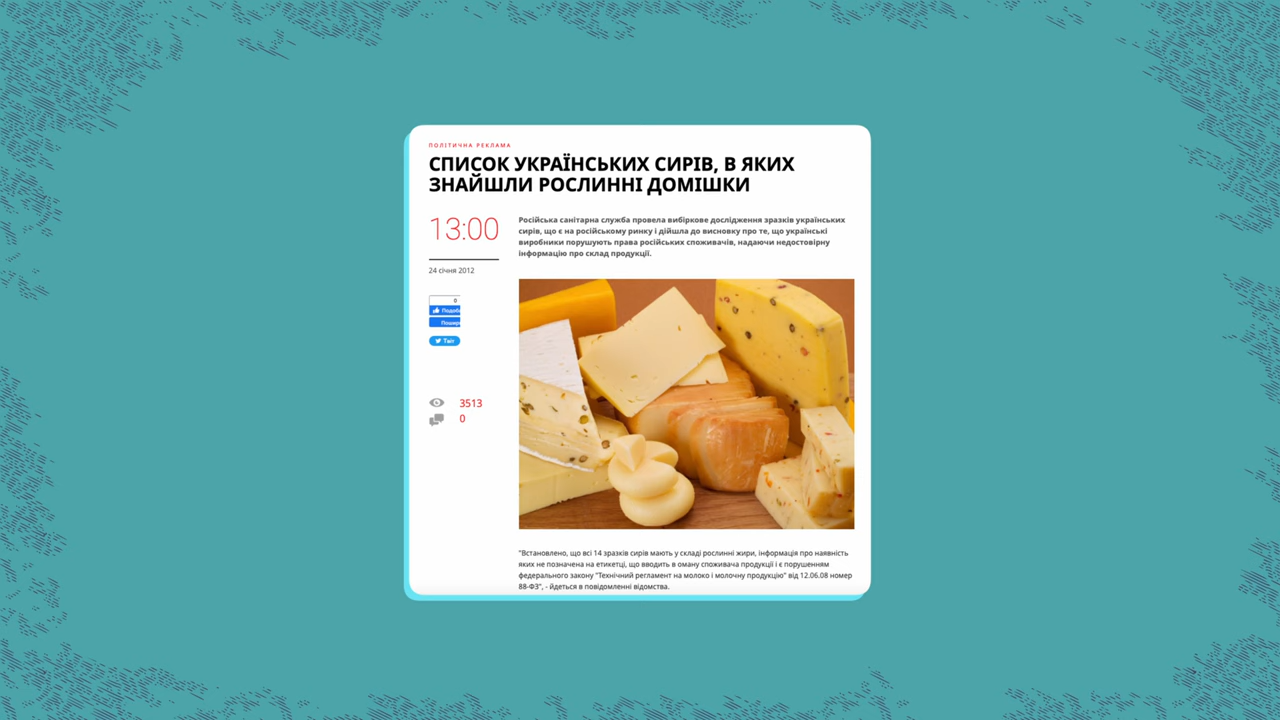 ПОЛІТИЧНА РЕКЛАМА
СПИСОК УКРАЇНСЬКИХ СИРІВ, В ЯКИХ
ЗНАЙШЛИ РОСЛИННІ ДОМІШКИ
13:00
24 січня 2012
0
Подоба
Пошири
Твіт
3513
0
Російська санітарна служба провела вибіркове дослідження зразків українських
сирів, що є на російському ринку і дійшла до висновку про те, що українські
виробники порушують права російських споживачів, надаючи недостовірну
інформацію про склад продукції.
"Встановлено, що всі 14 зразків сирів мають у складі рослинні жири, інформація про наявність
яких не позначена на етикетці, що вводить в оману споживача продукції і є порушенням
федерального закону "Технічний регламент на молоко і молочну продукцію" від 12.06.08 номер
88-ФЗ", - йдеться в повідомленні відомства.